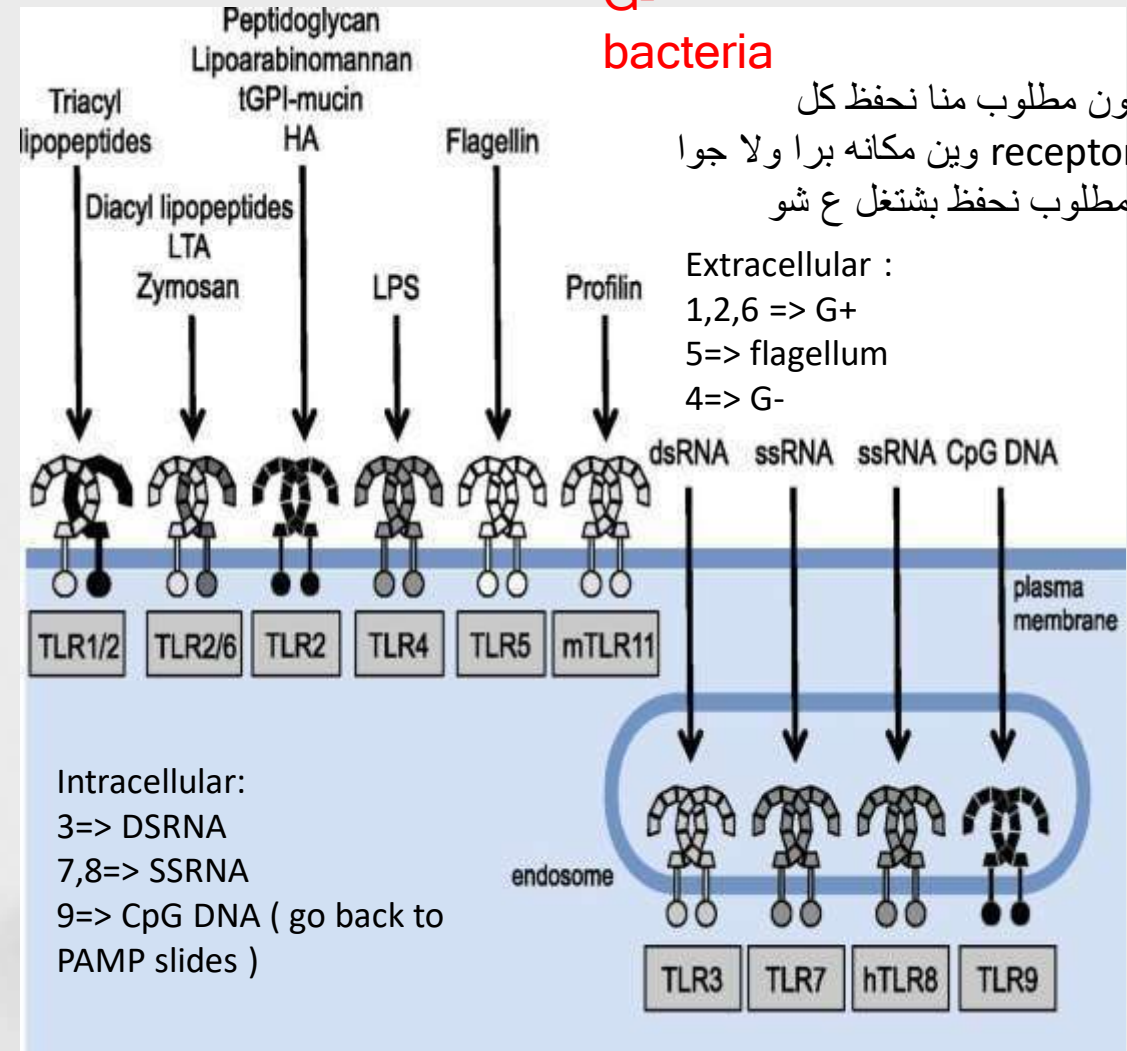 G-
bacteria
ون مطلوب منا نحفظ كل
receptor وين مكانه برا ولا جوا
مطلوب نحفظ بشتغل ع شو
Peptidoglycan
Lipoarabinomannan
tGPI-mucin
HA
Triacyl
lipopeptides
Flagellin
Diacyl lipopeptides
LTA
Zymosan
LPS
Profilin
Extracellular :
1,2,6 => G+
5=> flagellum
4=> G-
dsRNA ssRNA ssRNA CpG DNA
plasma
membrane
TLR1/2 TLR2/6 TLR2 TLR4 TLR5 mTLR11
Intracellular:
3=> DSRNA
7,8=> SSRNA
9=> CpG DNA ( go back to
PAMP slides )
endosome
TLR3 TLR7 hTLR8 TLR9